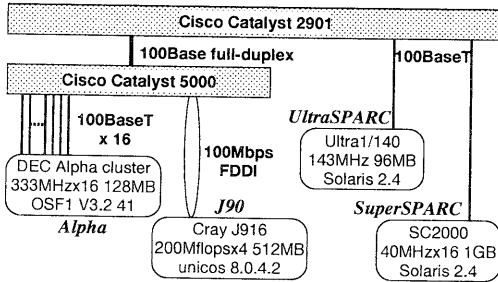 Cisco Catalyst 2901
100Base full-duplex
100BaseT
Cisco Catalyst 5000
100BaseT
x 16
100Mbps
FDDI
UltraSPARC
Ultra1/140
143MHz 96MB
Solaris 2.4
DEC Alpha cluster
333MHzx16 128MB
OSF1 V3.2 41
Alpha
J90
Cray J916
200Mflopsx4 512MB
unicos 8.0.4.2
SuperSPARC
SC2000
40MHzx16 1GB
Solaris 2.4